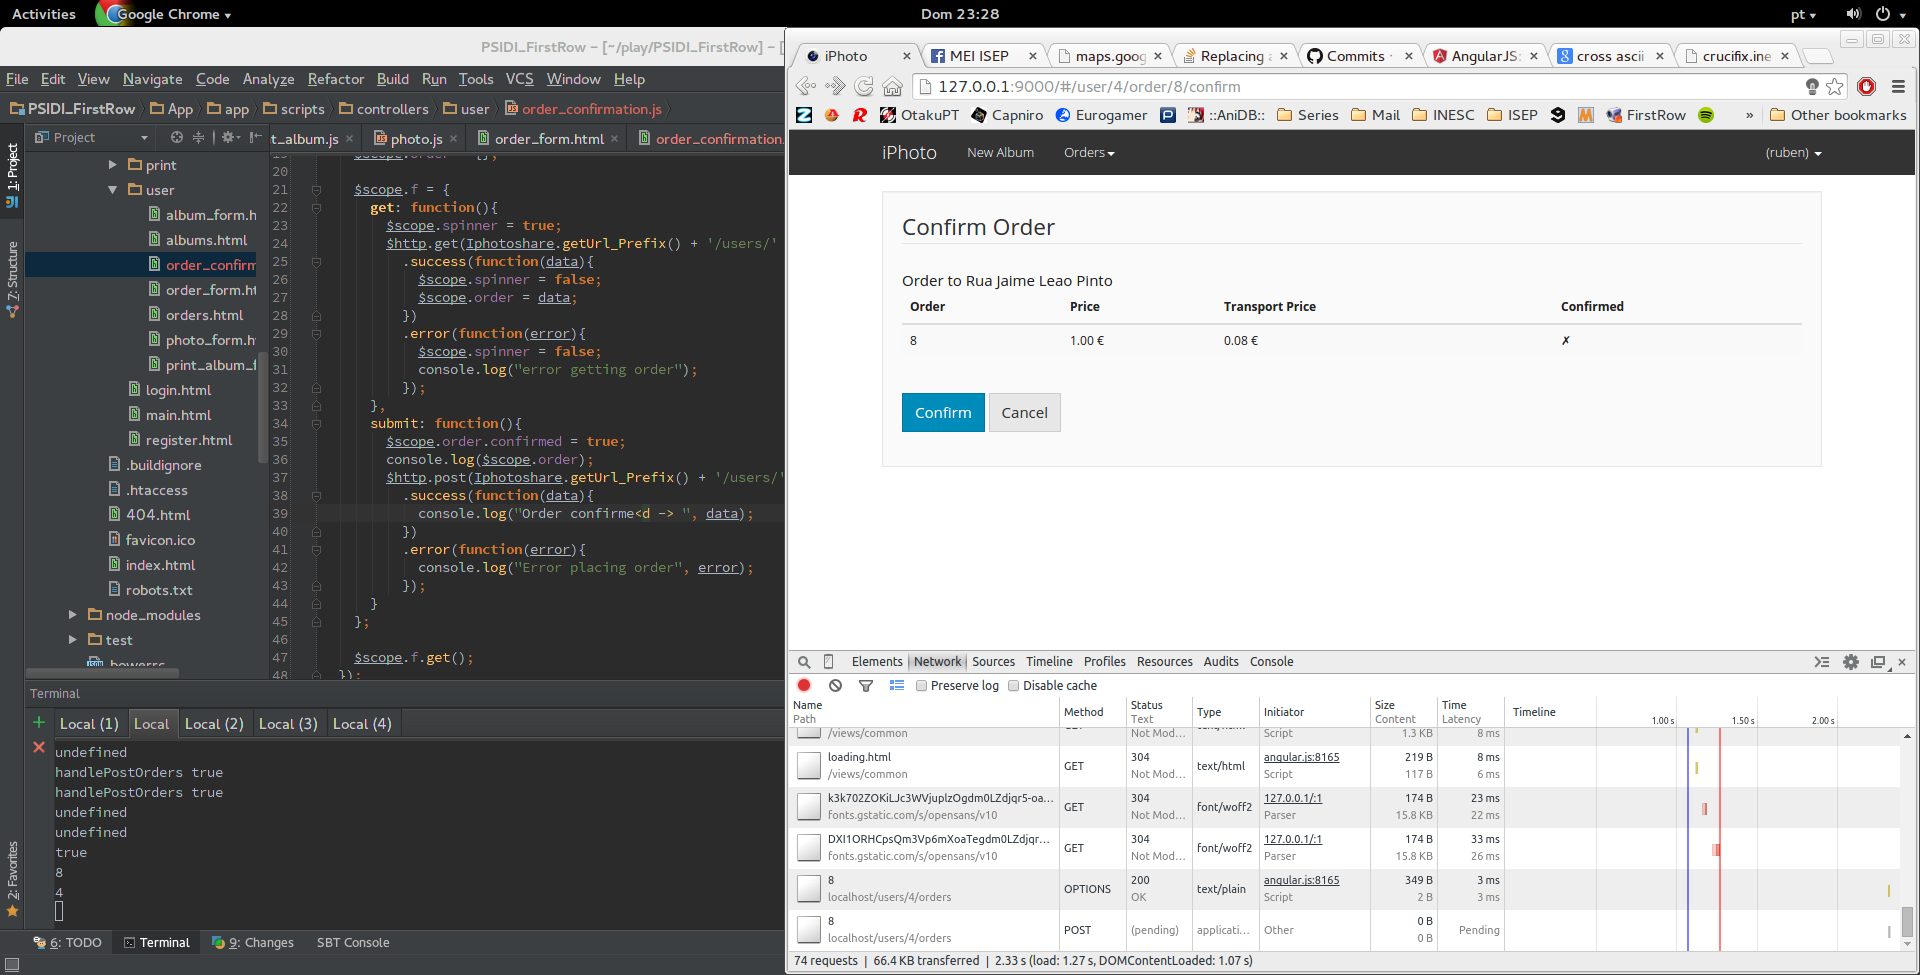 Activities
Google Chrome
Dom 23:28
pt
PSIDI_FirstRow – [~/play/PSIDI_FirstRow] – [
File Edit View Navigate Code Analyze Refactor Build Run Tools VCS Window Help
PSIDI_FirstRow App app scripts controllers user order_confirmation.js
Project
t_album.js photo.js order_form.html order_confirmation.
1: Project
7: Structure
2: Favorites
print
user
album_form.h
albums.html
order_confirm
order_form.ht
orders.html
photo_form.h
print_album_f
login.html
main.html
register.html
.buildignore
.htaccess
404.html
favicon.ico
index.html
robots.txt
node_modules
test
.bowerrc
20
21 $scope.f = {
22 get: function(){
23 $scope.spinner = true;
24 $http.get(Iphotoshare.getUrl_Prefix() + '/users/'
25 .success(function(data){
26 $scope.spinner = false;
27 $scope.order = data;
28 })
29 .error(function(error){
30 $scope.spinner = false;
31 console.log("error getting order");
32 });
33 },
34 submit: function(){
35 $scope.order.confirmed = true;
36 console.log($scope.order);
37 $http.post(Iphotoshare.getUrl_Prefix() + '/users/'
38 .success(function(data){
39 console.log("Order confirme<d -> ", data);
40 })
41 .error(function(error){
42 console.log("Error placing order", error);
43 });
44 }
45 };
46
47 $scope.f.get();
48 });
Terminal
Local (1) Local Local (2) Local (3) Local (4)
undefined
handlePostOrders true
handlePostOrders true
undefined
undefined
true
8
4
6: TODO Terminal 9: Changes SBT Console
iPhoto MEI ISEP maps.goog Replacing a Commits · AngularJS: cross ascii crucifix.ine
127.0.0.1:9000/#/user/4/order/8/confirm
OtakuPT Capniro Eurogamer ::AniDB:: Series Mail INESC ISEP FirstRow » Other bookmarks
iPhoto New Album Orders (ruben)
Confirm Order
Order to Rua Jaime Leao Pinto
Order Price Transport Price Confirmed
8 1.00 € 0.08 € ✗
Confirm Cancel
Elements Network Sources Timeline Profiles Resources Audits Console
Preserve log Disable cache
Name Path Method Status Text Type Initiator Size Content Time Latency Timeline 1.00 s 1.50 s 2.00 s
/views/common Not Mod... Script 1.3 KB 8 ms
loading.html 304 angular.js:8165 219 B 8 ms
/views/common GET Not Mod... text/html Script 117 B 6 ms
k3k702ZOKiLJc3WVjuplzOgdm0LZdjqr5-oa... 304 127.0.0.1/:1 174 B 23 ms
fonts.gstatic.com/s/opensans/v10 GET Not Mod... font/woff2 Parser 15.8 KB 22 ms
DXI1ORHCpsQm3Vp6mXoaTegdm0LZdjqr... 304 127.0.0.1/:1 174 B 33 ms
fonts.gstatic.com/s/opensans/v10 GET Not Mod... font/woff2 Parser 15.8 KB 26 ms
8 200 angular.js:8165 349 B 3 ms
localhost/users/4/orders OPTIONS OK text/plain Script 2 B 3 ms
8 POST (pending) applicati... Other 0 B Pending
localhost/users/4/orders 0 B
74 requests | 66.4 KB transferred | 2.33 s (load: 1.27 s, DOMContentLoaded: 1.07 s)